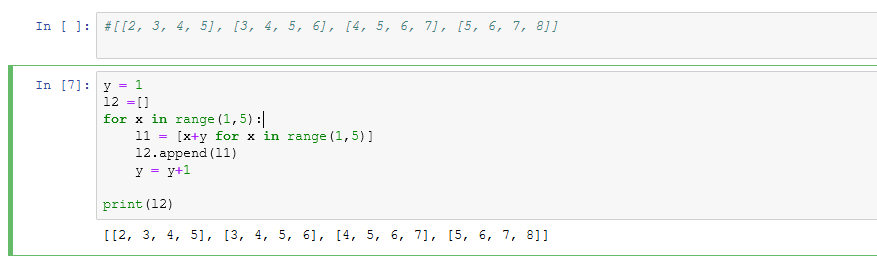 In [ ]: #[[2, 3, 4, 5], [3, 4, 5, 6], [4, 5, 6, 7], [5, 6, 7, 8]]
In [7]: y = 1
l2 =[]
for x in range(1,5):
    l1 = [x+y for x in range(1,5)]
    l2.append(l1)
    y = y+1
print(l2)
[[2, 3, 4, 5], [3, 4, 5, 6], [4, 5, 6, 7], [5, 6, 7, 8]]